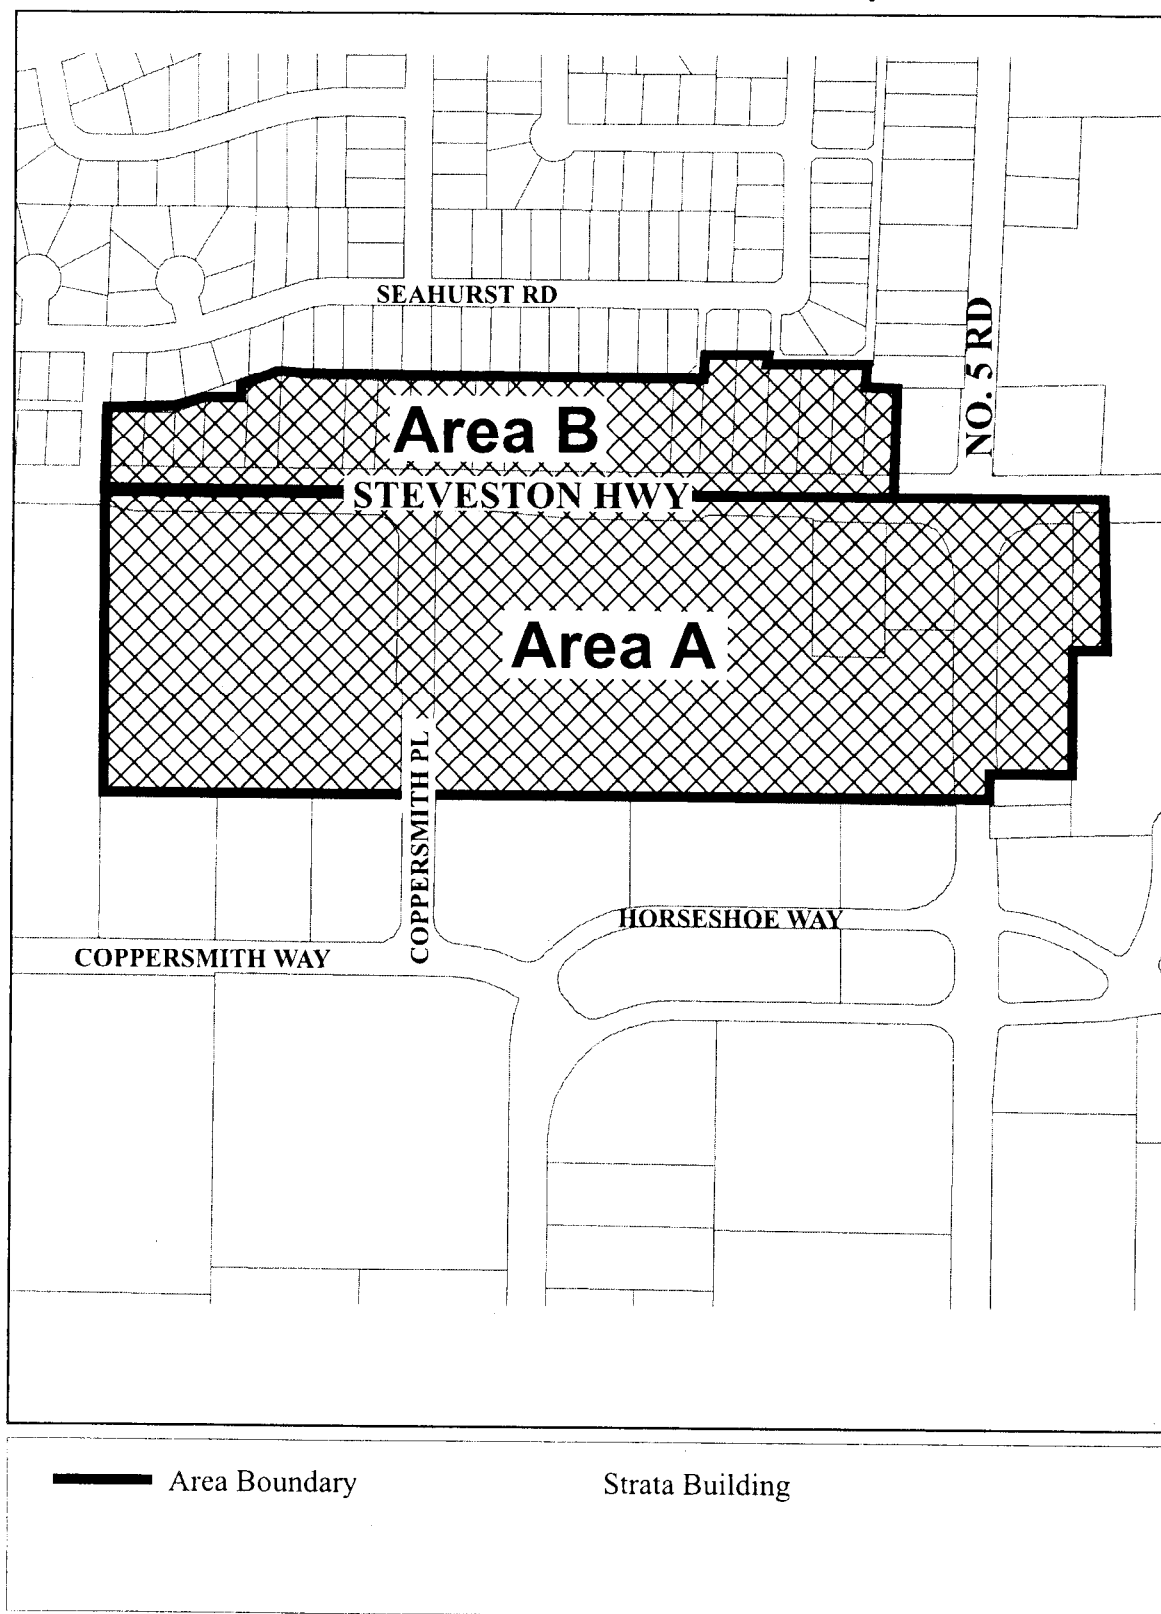 SEAHURST RD
NO. 5 RD
Area B
STEVESTON HWY
Area A
COPPERSMITH PL
HORSESHOE WAY
COPPERSMITH WAY
Area Boundary
Strata Building